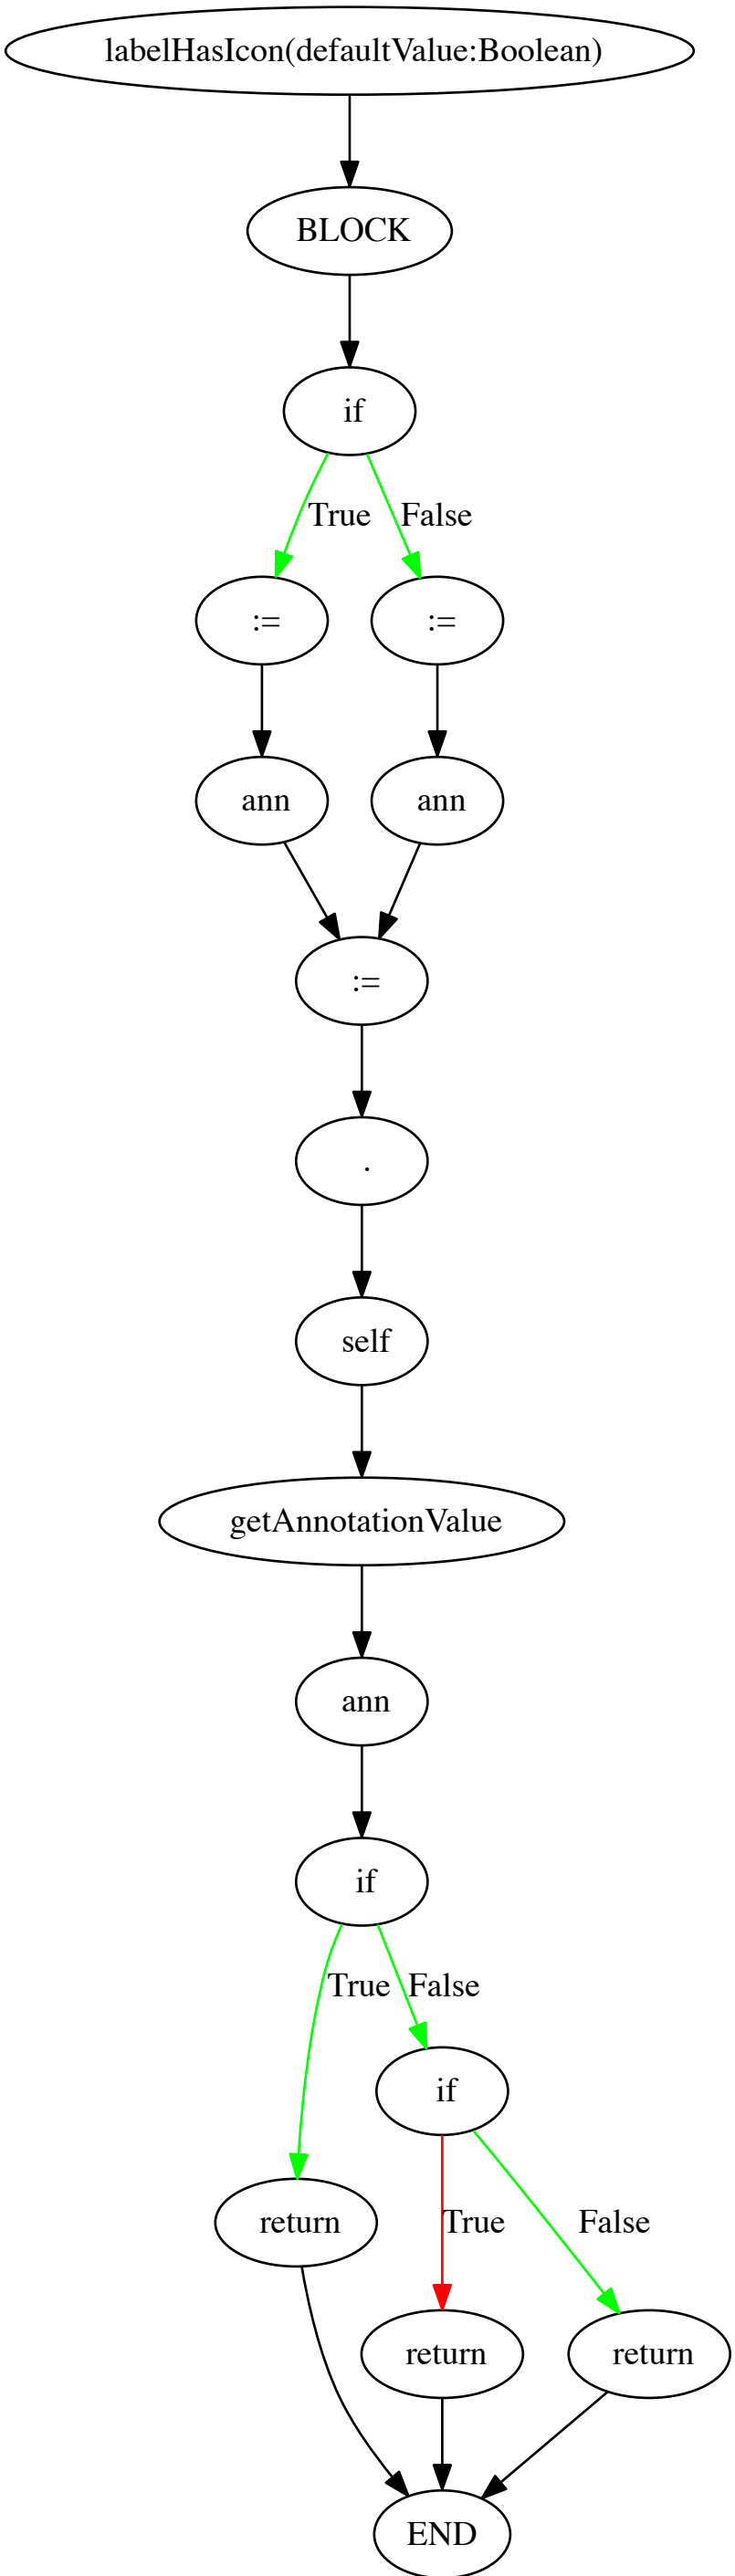 labelHasIcon(defaultValue:Boolean)
BLOCK
if
True
False
:=
:=
ann
ann
:=
.
self
getAnnotationValue
ann
if
True
False
if
return
True
False
return
return
END